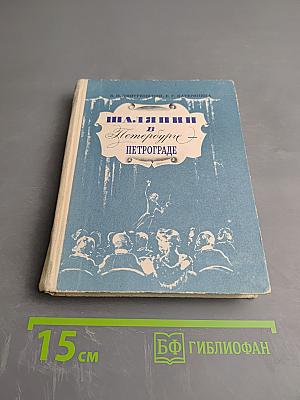 ШАЛЯПИН
В
Петербурге —
ПЕТРОГРАДЕ
15 см
БФ ГИБЛИОФАН